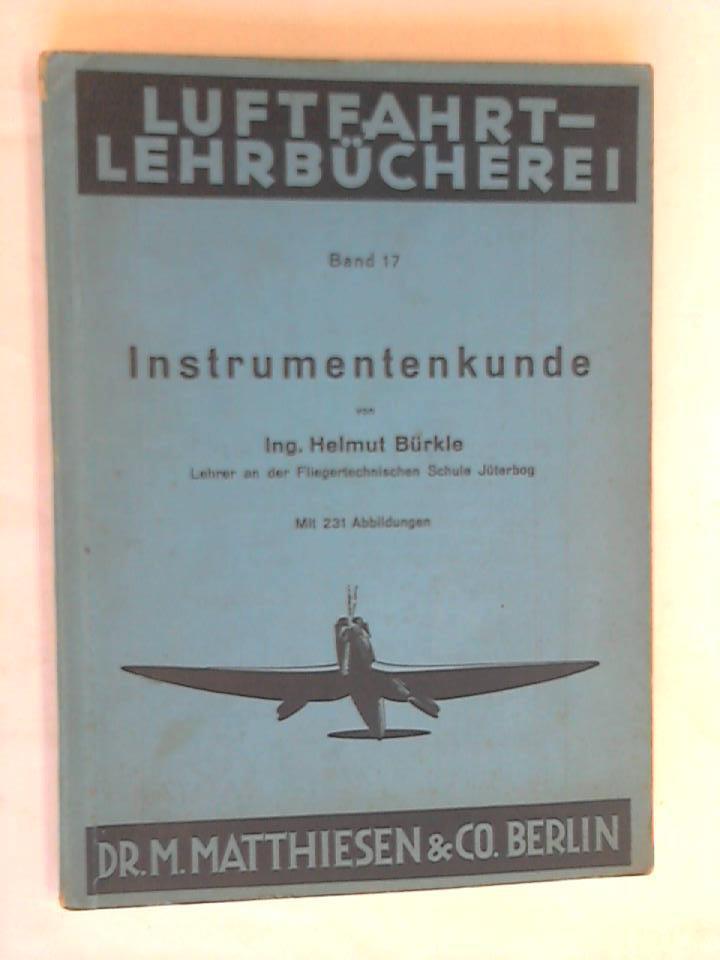 LUFTFAHRT-
LEHRBÜCHEREI
Band 17
Instrumentenkunde
von
Ing. Helmut Bürkle
Lehrer an der Fliegertechnischen Schule Jüterbog
Mit 231 Abbildungen
DR. M. MATTHIESEN & CO. BERLIN